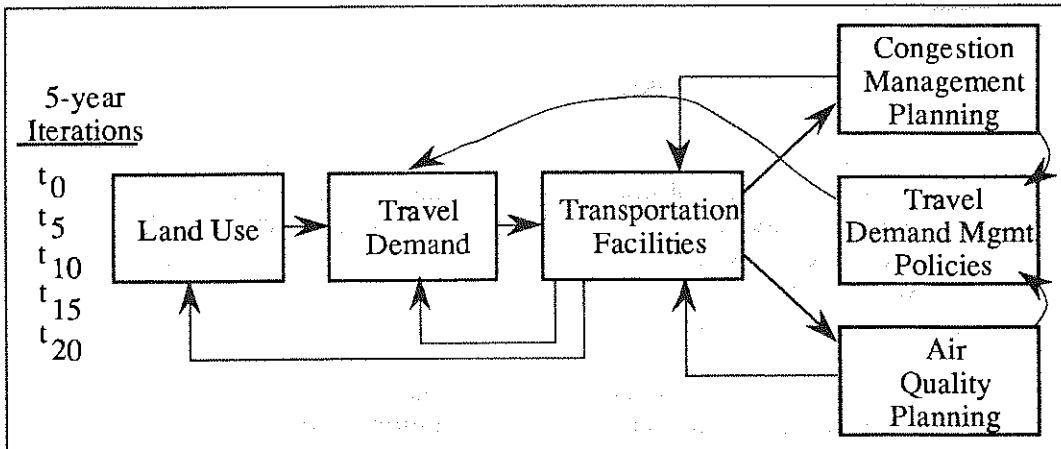 5-year
Iterations
t0
t5
t10
t15
t20
Land Use
Travel
Demand
Transportation
Facilities
Congestion
Management
Planning
Travel
Demand Mgmt.
Policies
Air
Quality
Planning